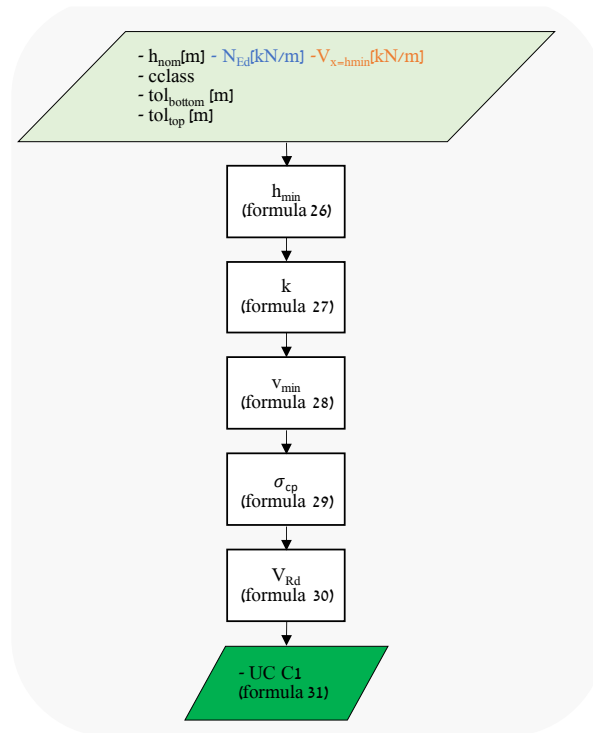 - h_nom[m] - N_Ed[kN/m] -V_x=hmin[kN/m]
- cclass
- tol_bottom [m]
- tol_top [m]
h_min
(formula 26)
k
(formula 27)
v_min
(formula 28)
σ_cp
(formula 29)
V_Rd
(formula 30)
- UC C1
(formula 31)